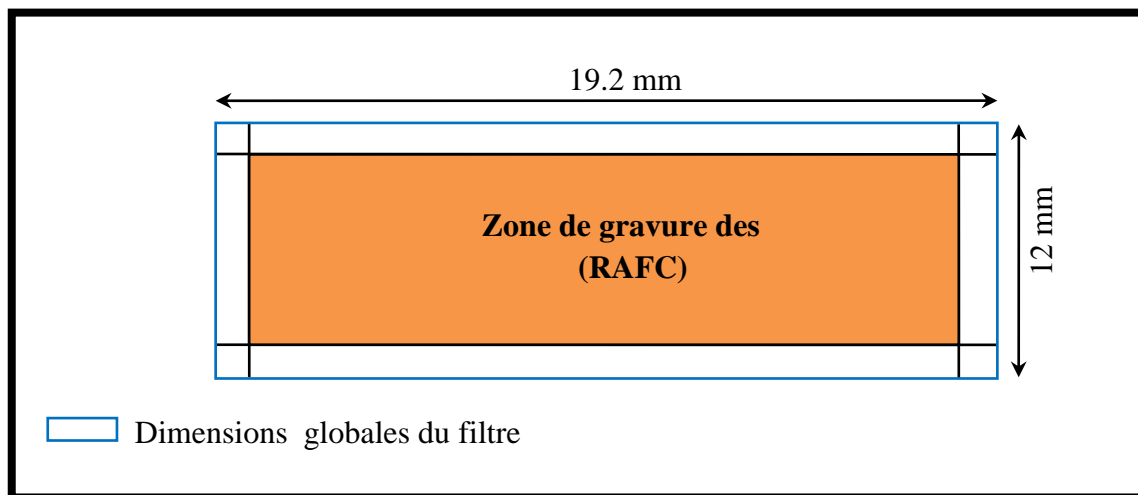 19.2 mm
Zone de gravure des
(RAFC)
12 mm
Dimensions globales du filtre